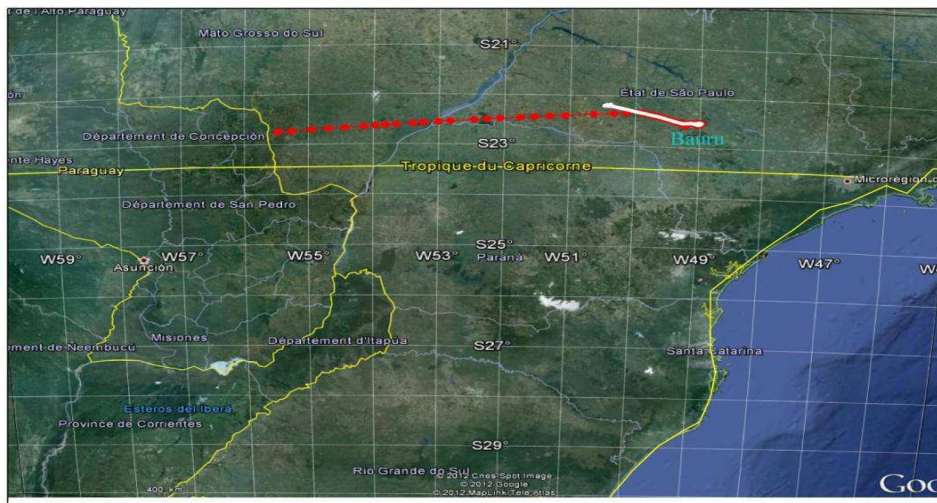 t de l'Alto Paraguay
Mato Grosso do Sul
S21°
ón
État de São Paulo
Département de Concepción
S23°
Bauru
ente Hayes
Paraguay
Tropique du Capricorne
Microrégion d
Département de San Pedro
S25°
W59°
W57°
W55°
W53°
Paraná
W51°
W49°
W47°
W4
Asunción
Misiones
ement de Ñeembucú
Département d'Itapúa
S27°
Santa Catarina
Esteros del Iberá
Province de Corrientes
S29°
Rio Grande do Sul
© 2012 Cnes/Spot Image
© 2012 Google
© 2012 MapLink/Tele Atlas
400 km
Goo